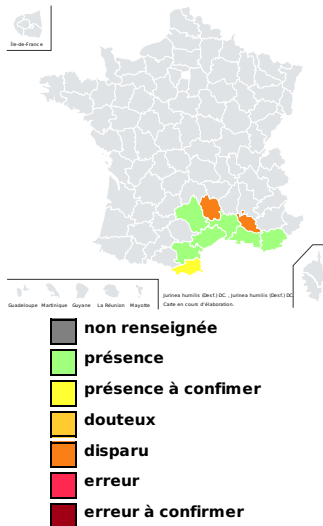 Île-de-France
Guadeloupe Martinique Guyane La Réunion Mayotte
Jurinea humilis (Desf.) DC. , Jurinea humilis (Desf.) DC
Carte en cours d'élaboration.
non renseignée
présence
présence à confimer
douteux
disparu
erreur
erreur à confirmer